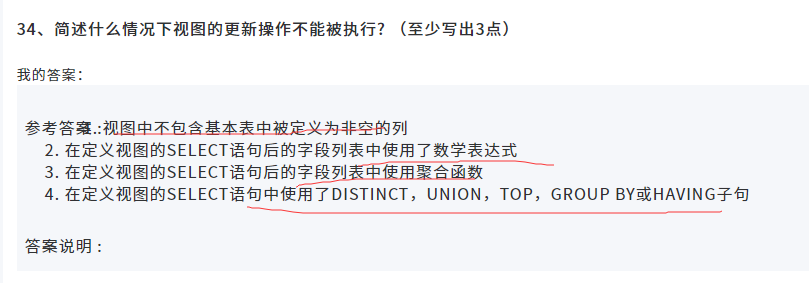 34、简述什么情况下视图的更新操作不能被执行？（至少写出3点）
我的答案：
参考答案：1.视图中不包含基本表中被定义为非空的列
2. 在定义视图的SELECT语句后的字段列表中使用了数学表达式
3. 在定义视图的SELECT语句后的字段列表中使用聚合函数
4. 在定义视图的SELECT语句中使用了DISTINCT，UNION，TOP，GROUP BY或HAVING子句
答案说明：